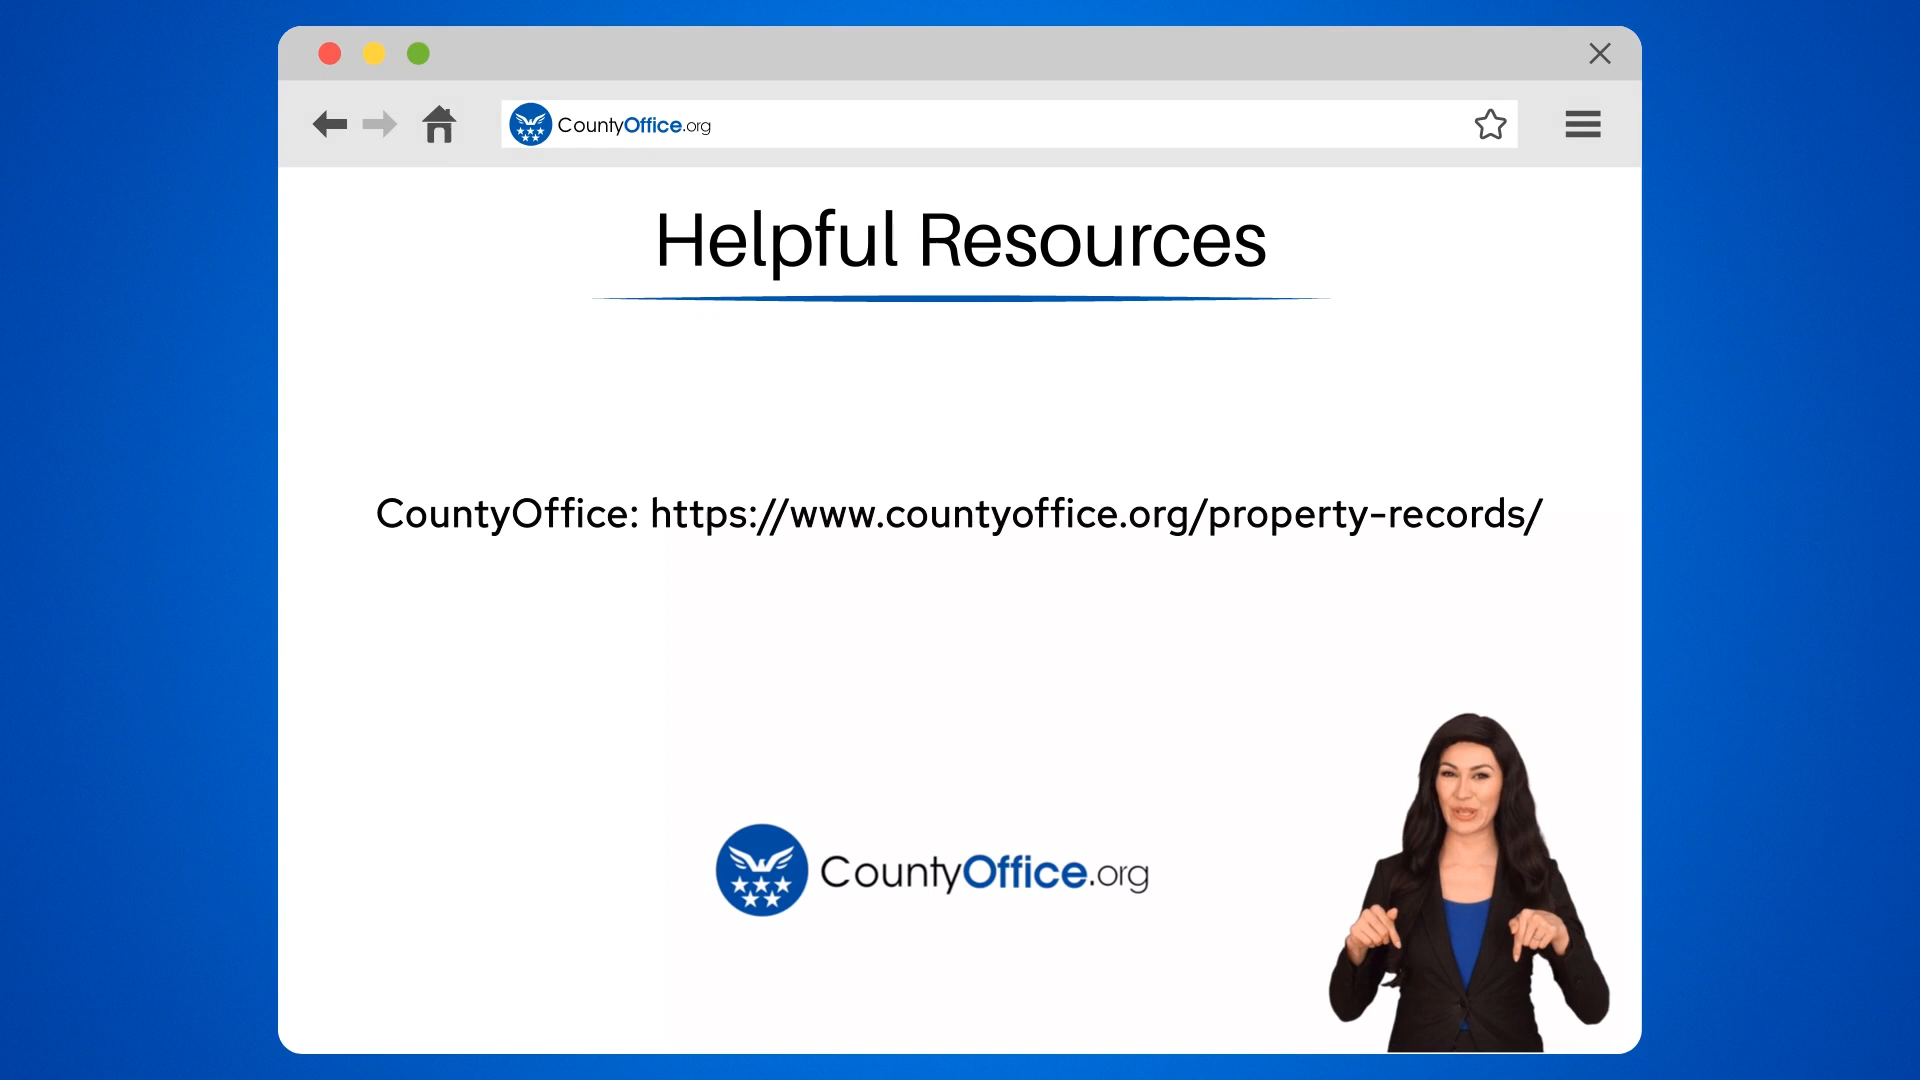 CountyOffice.org
Helpful Resources
CountyOffice: https://www.countyoffice.org/property-records/
CountyOffice.org